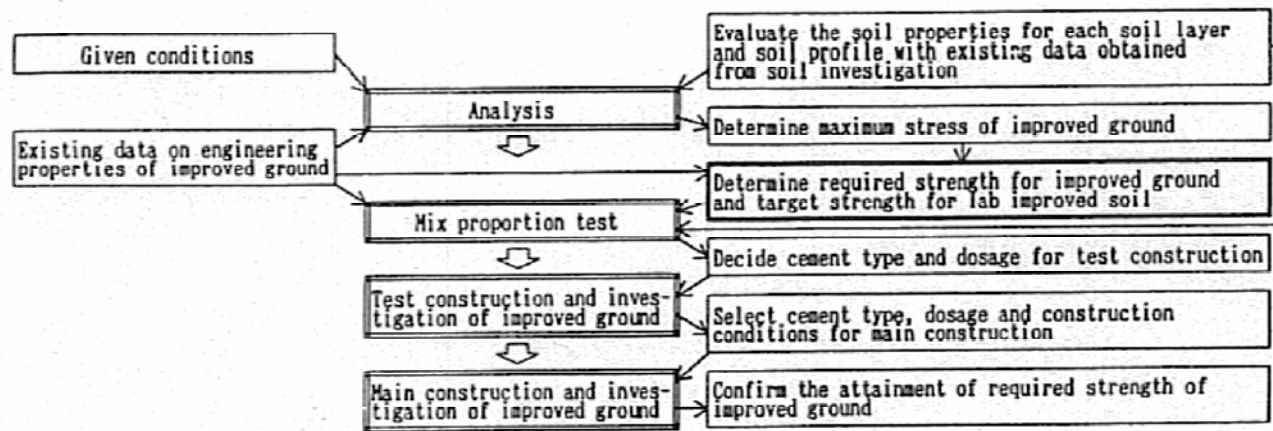 Given conditions
Evaluate the soil properties for each soil layer
and soil profile with existing data obtained
from soil investigation
Analysis
Determine maximum stress of improved ground
Existing data on engineering
properties of improved ground
Determine required strength for improved ground
and target strength for lab improved soil
Mix proportion test
Decide cement type and dosage for test construction
Test construction and inves-
tigation of improved ground
Select cement type, dosage and construction
conditions for main construction
Main construction and inves-
tigation of improved ground
Confirm the attainment of required strength of
improved ground